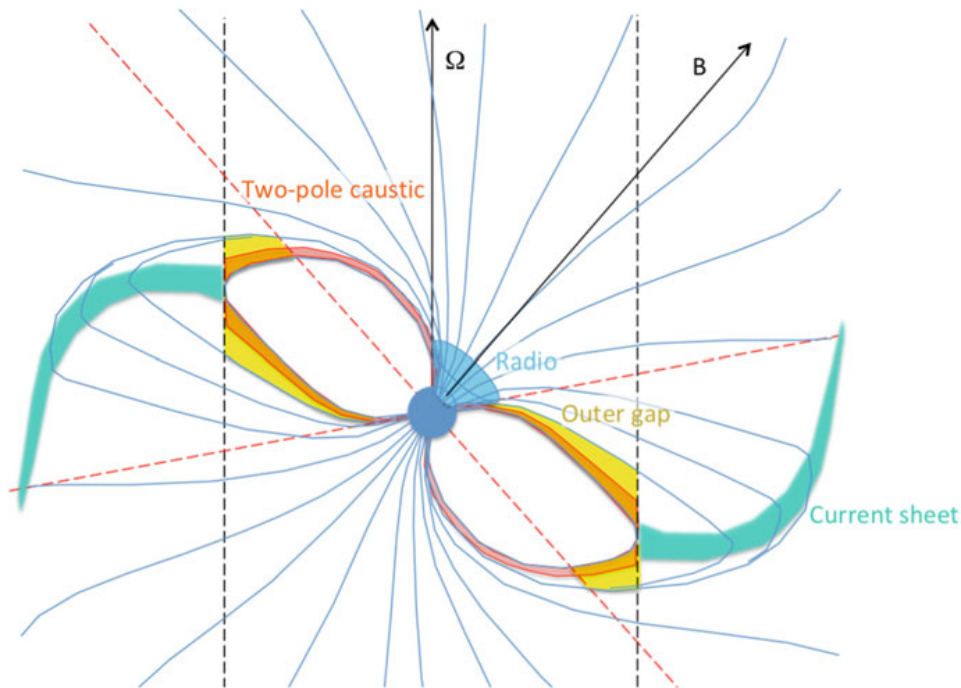 Ω
B
Two-pole caustic
Radio
Outer gap
Current sheet